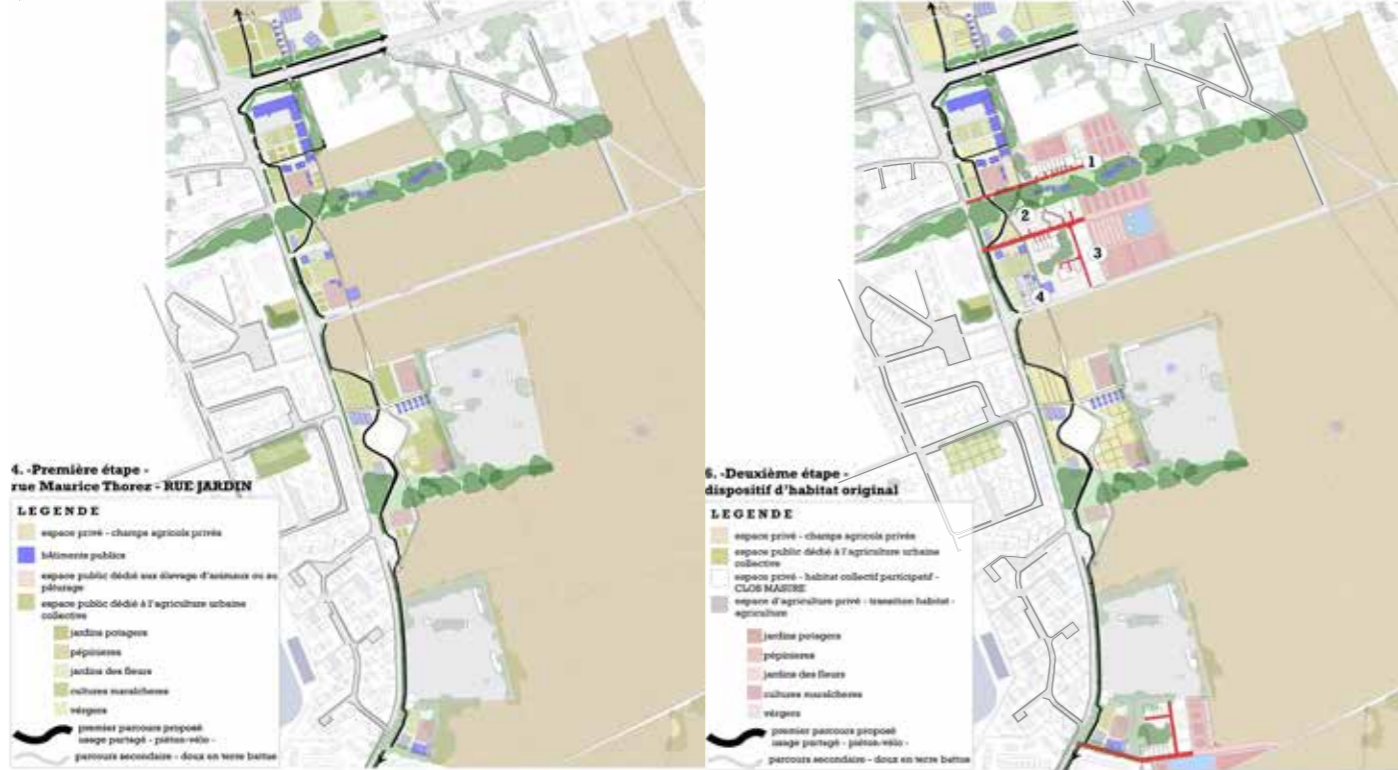 4. -Première étape -
rue Maurice Thorez - RUE JARDIN
LEGENDE
espace privé - champs agricols privés
bâtiments publics
espace public dédié aux élevage d'animaux ou au
pâturage
espace public dédié à l'agriculture urbaine
collective
jardins potagers
pépinieres
jardins des fleurs
cultures maraîcheres
vérgers
premier parcours proposé
usage partagé - piéton-vélo -
parcours secondaire - doux en terre battue
1
2
3
4
6. -Deuxième étape -
dispositif d'habitat original
LEGENDE
espace privé - champs agricols privés
espace public dédié à l'agriculture urbaine
collective
espace privé - habitat collectif participatif -
CLOS MASURE
espace d'agriculture privé - transition habitat -
agriculture
jardins potagers
pépinieres
jardins des fleurs
cultures maraîcheres
vérgers
premier parcours proposé
usage partagé - piéton-vélo -
parcours secondaire - doux en terre battue